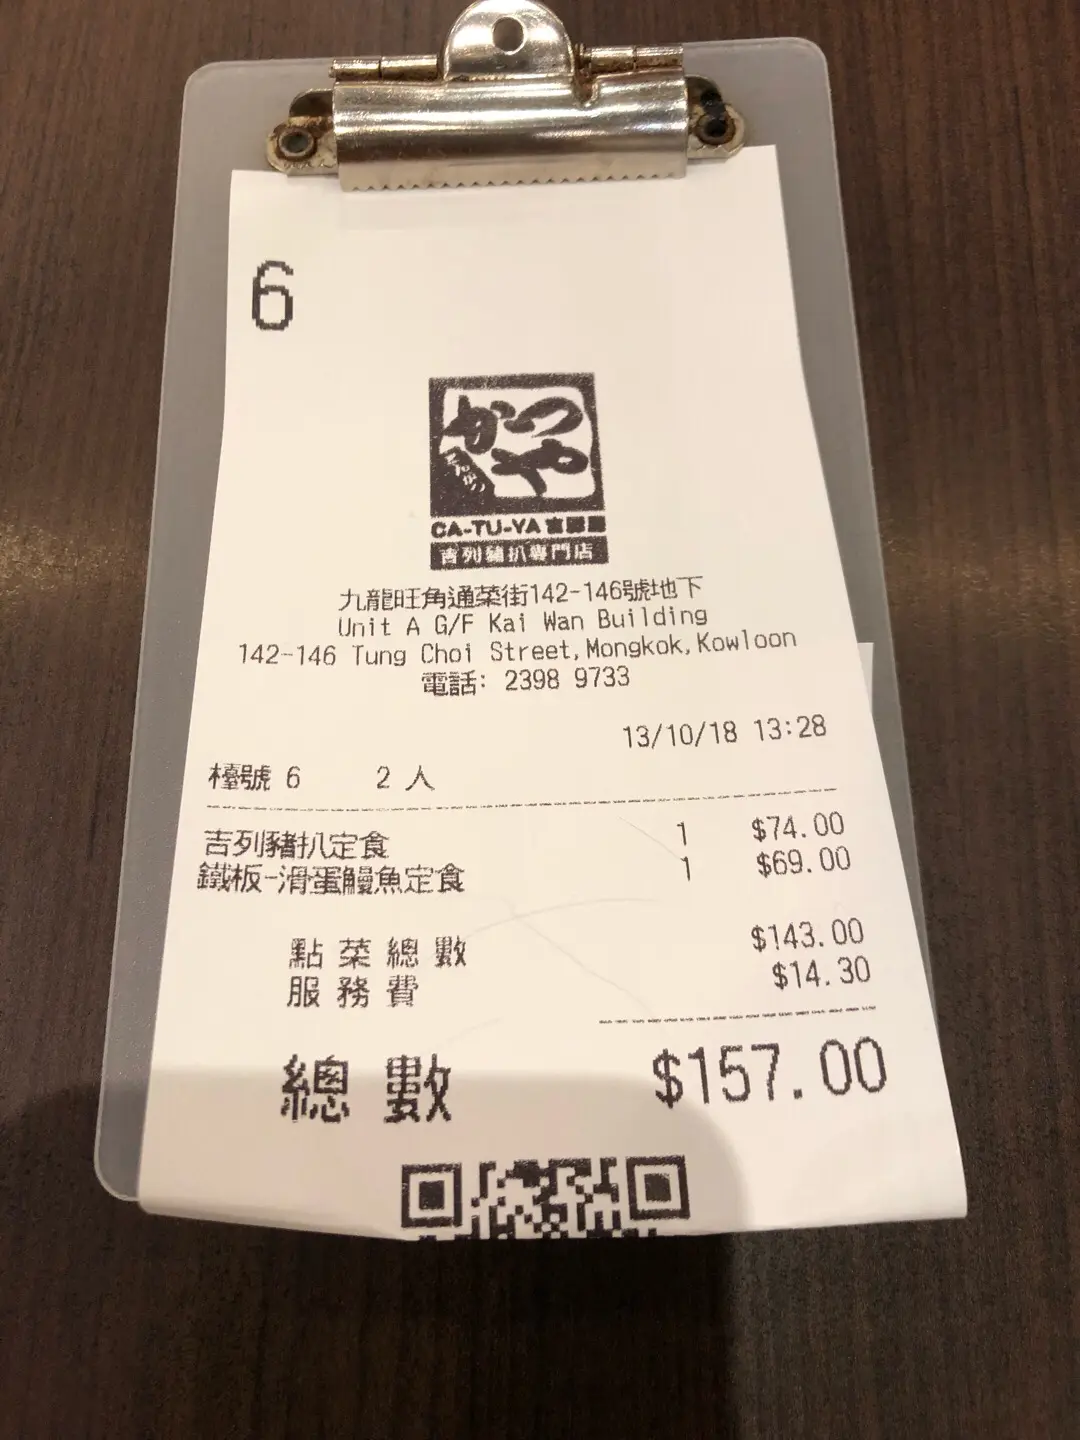 6
かつや
とんかつ
CA-TU-YA 吉豚屋
吉列豬扒專門店
九龍旺角通菜街142-146號地下
Unit A G/F Kai Wan Building
142-146 Tung Choi Street,Mongkok,Kowloon
電話: 2398 9733
13/10/18 13:28
檯號 6 2 人
吉列豬扒定食 1 $74.00
鐵板-滑蛋鰻魚定食 1 $69.00
點菜總數 $143.00
服務費 $14.30
總數 $157.00